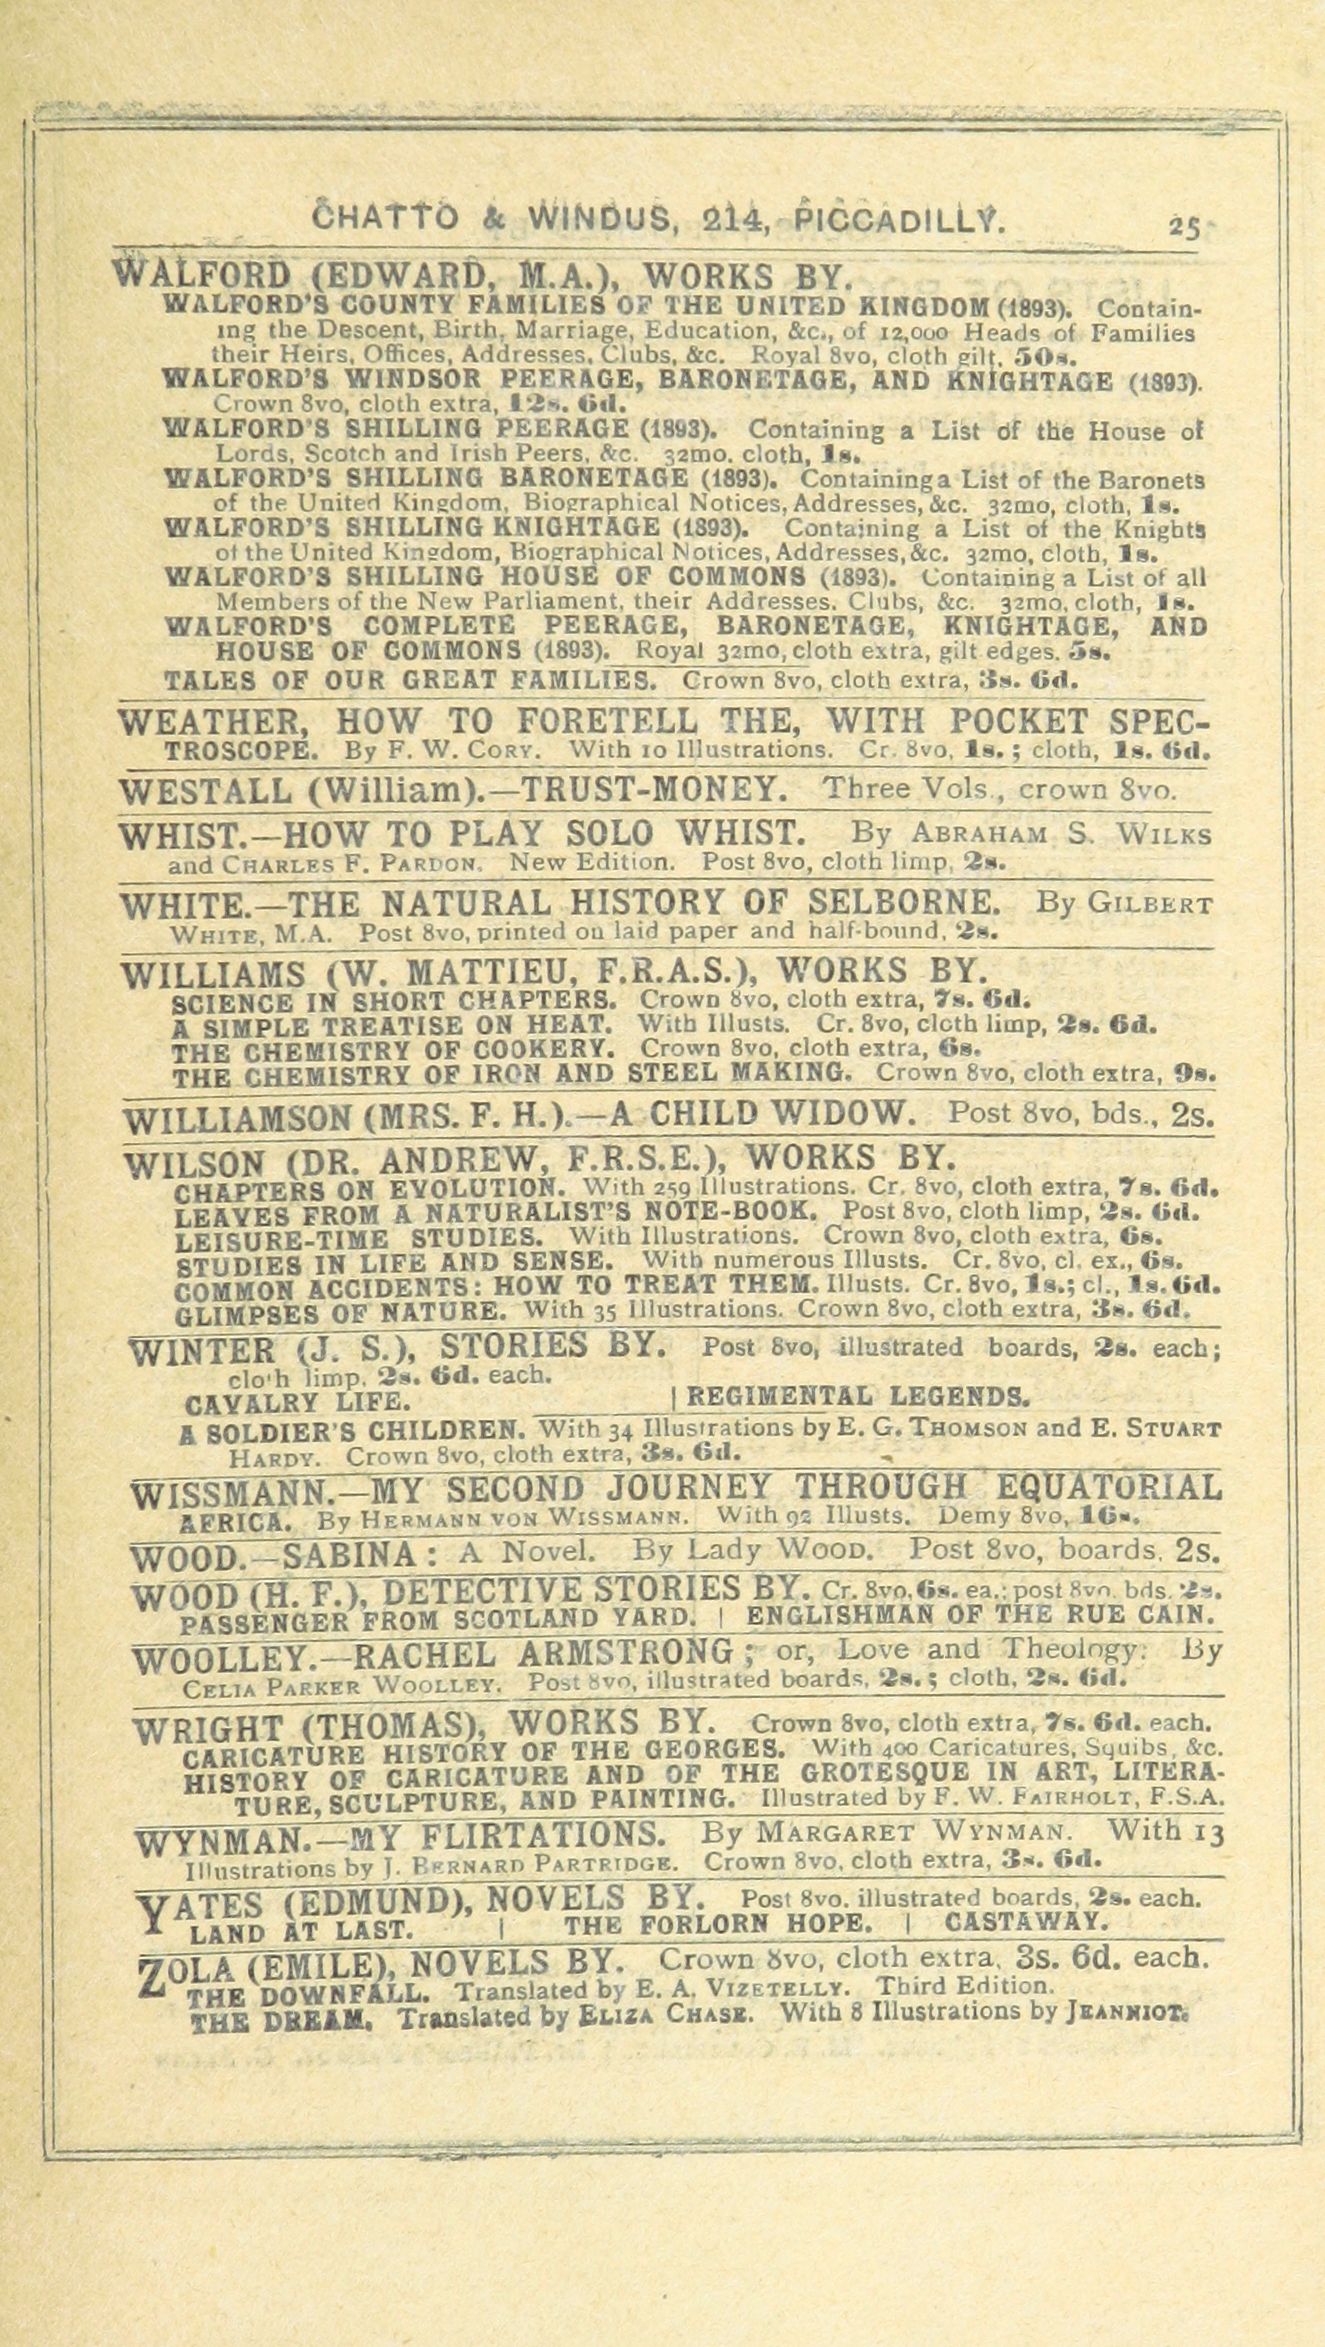 CHATTO & WINDUS, 214, PICCADILLY. 25
WALFORD (EDWARD, M.A.), WORKS BY.
WALFORD'S COUNTY FAMILIES OF THE UNITED KINGDOM (1893). Contain-
ing the Descent, Birth, Marriage, Education, &c., of 12,000 Heads of Families
their Heirs, Offices, Addresses, Clubs, &c. Royal 8vo, cloth gilt, 50s.
WALFORD'S WINDSOR PEERAGE, BARONETAGE, AND KNIGHTAGE (1893).
Crown 8vo, cloth extra, 12s. 6d.
WALFORD'S SHILLING PEERAGE (1893). Containing a List of the House of
Lords, Scotch and Irish Peers, &c. 32mo. cloth, 1s.
WALFORD'S SHILLING BARONETAGE (1893). Containing a List of the Baronets
of the United Kingdom, Biographical Notices, Addresses, &c. 32mo, cloth, 1s.
WALFORD'S SHILLING KNIGHTAGE (1893). Containing a List of the Knights
of the United Kingdom, Biographical Notices, Addresses, &c. 32mo, cloth, 1s.
WALFORD'S SHILLING HOUSE OF COMMONS (1893). Containing a List of all
Members of the New Parliament, their Addresses. Clubs, &c. 32mo, cloth, 1s.
WALFORD'S COMPLETE PEERAGE, BARONETAGE, KNIGHTAGE, AND
HOUSE OF COMMONS (1893). Royal 32mo, cloth extra, gilt edges, 5s.
TALES OF OUR GREAT FAMILIES. Crown 8vo, cloth extra, 3s. 6d.
WEATHER, HOW TO FORETELL THE, WITH POCKET SPEC-
TROSCOPE. By F. W. CORY. With 10 Illustrations. Cr. 8vo, 1s.; cloth, 1s. 6d.
WESTALL (William).—TRUST-MONEY. Three Vols., crown 8vo.
WHIST.—HOW TO PLAY SOLO WHIST. By ABRAHAM S. WILKS
and CHARLES F. PARDON. New Edition. Post 8vo, cloth limp, 2s.
WHITE.—THE NATURAL HISTORY OF SELBORNE. By GILBERT
WHITE, M.A. Post 8vo, printed on laid paper and half-bound, 2s.
WILLIAMS (W. MATTIEU, F.R.A.S.), WORKS BY.
SCIENCE IN SHORT CHAPTERS. Crown 8vo, cloth extra, 7s. 6d.
A SIMPLE TREATISE ON HEAT. With Illusts. Cr. 8vo, cloth limp, 2s. 6d.
THE CHEMISTRY OF COOKERY. Crown 8vo, cloth extra, 6s.
THE CHEMISTRY OF IRON AND STEEL MAKING. Crown 8vo, cloth extra, 9s.
WILLIAMSON (MRS. F. H.).—A CHILD WIDOW. Post 8vo, bds., 2s.
WILSON (DR. ANDREW, F.R.S.E.), WORKS BY.
CHAPTERS ON EVOLUTION. With 259 Illustrations. Cr. 8vo, cloth extra, 7s. 6d.
LEAVES FROM A NATURALIST'S NOTE-BOOK. Post 8vo, cloth limp, 2s. 6d.
LEISURE-TIME STUDIES. With Illustrations. Crown 8vo, cloth extra, 6s.
STUDIES IN LIFE AND SENSE. With numerous Illusts. Cr. 8vo, cl. ex., 6s.
COMMON ACCIDENTS: HOW TO TREAT THEM. Illusts. Cr. 8vo, 1s.; cl., 1s. 6d.
GLIMPSES OF NATURE. With 35 Illustrations. Crown 8vo, cloth extra, 3s. 6d.
WINTER (J. S.), STORIES BY. Post 8vo, illustrated boards, 2s. each;
cloth limp, 2s. 6d. each.
CAVALRY LIFE. | REGIMENTAL LEGENDS.
A SOLDIER'S CHILDREN. With 34 Illustrations by E. G. THOMSON and E. STUART
HARDY. Crown 8vo, cloth extra, 3s. 6d.
WISSMANN.—MY SECOND JOURNEY THROUGH EQUATORIAL
AFRICA. By HERMANN VON WISSMANN. With 92 Illusts. Demy 8vo, 16s.
WOOD.—SABINA: A Novel. By Lady WOOD. Post 8vo, boards, 2s.
WOOD (H. F.), DETECTIVE STORIES BY. Cr. 8vo, 6s. ea.; post 8vo. bds. 2s.
PASSENGER FROM SCOTLAND YARD. | ENGLISHMAN OF THE RUE CAIN.
WOOLLEY.—RACHEL ARMSTRONG; or, Love and Theology. By
CELIA PARKER WOOLLEY. Post 8vo, illustrated boards, 2s.; cloth, 2s. 6d.
WRIGHT (THOMAS), WORKS BY. Crown 8vo, cloth extra, 7s. 6d. each.
CARICATURE HISTORY OF THE GEORGES. With 400 Caricatures, Squibs, &c.
HISTORY OF CARICATURE AND OF THE GROTESQUE IN ART, LITERA-
TURE, SCULPTURE, AND PAINTING. Illustrated by F. W. FAIRHOLT, F.S.A.
WYNMAN.—MY FLIRTATIONS. By MARGARET WYNMAN. With 13
Illustrations by J. BERNARD PARTRIDGE. Crown 8vo, cloth extra, 3s. 6d.
YATES (EDMUND), NOVELS BY. Post 8vo, illustrated boards, 2s. each.
LAND AT LAST. | THE FORLORN HOPE. | CASTAWAY.
ZOLA (EMILE), NOVELS BY. Crown 8vo, cloth extra, 3s. 6d. each.
THE DOWNFALL. Translated by E. A. VIZETELLY. Third Edition.
THE DREAM. Translated by ELIZA CHASE. With 8 Illustrations by JEANNIOT.